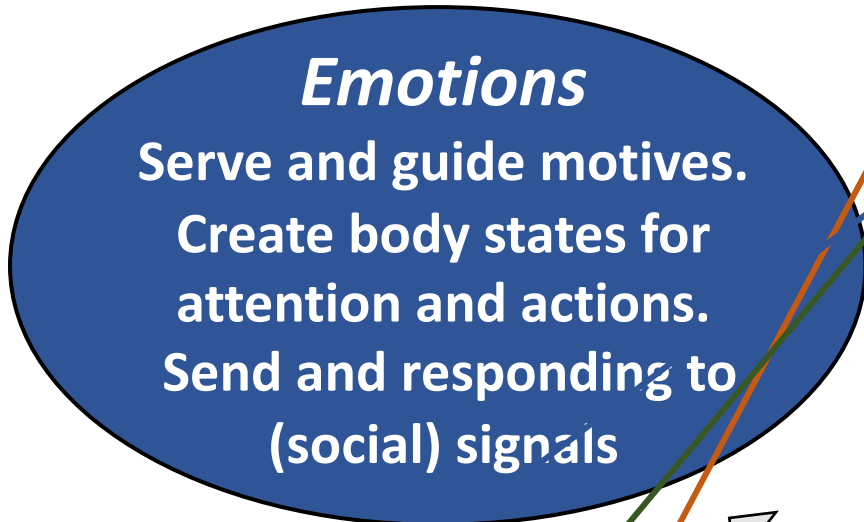 Emotions
Serve and guide motives.
Create body states for
attention and actions.
Send and responding to
(social) signals